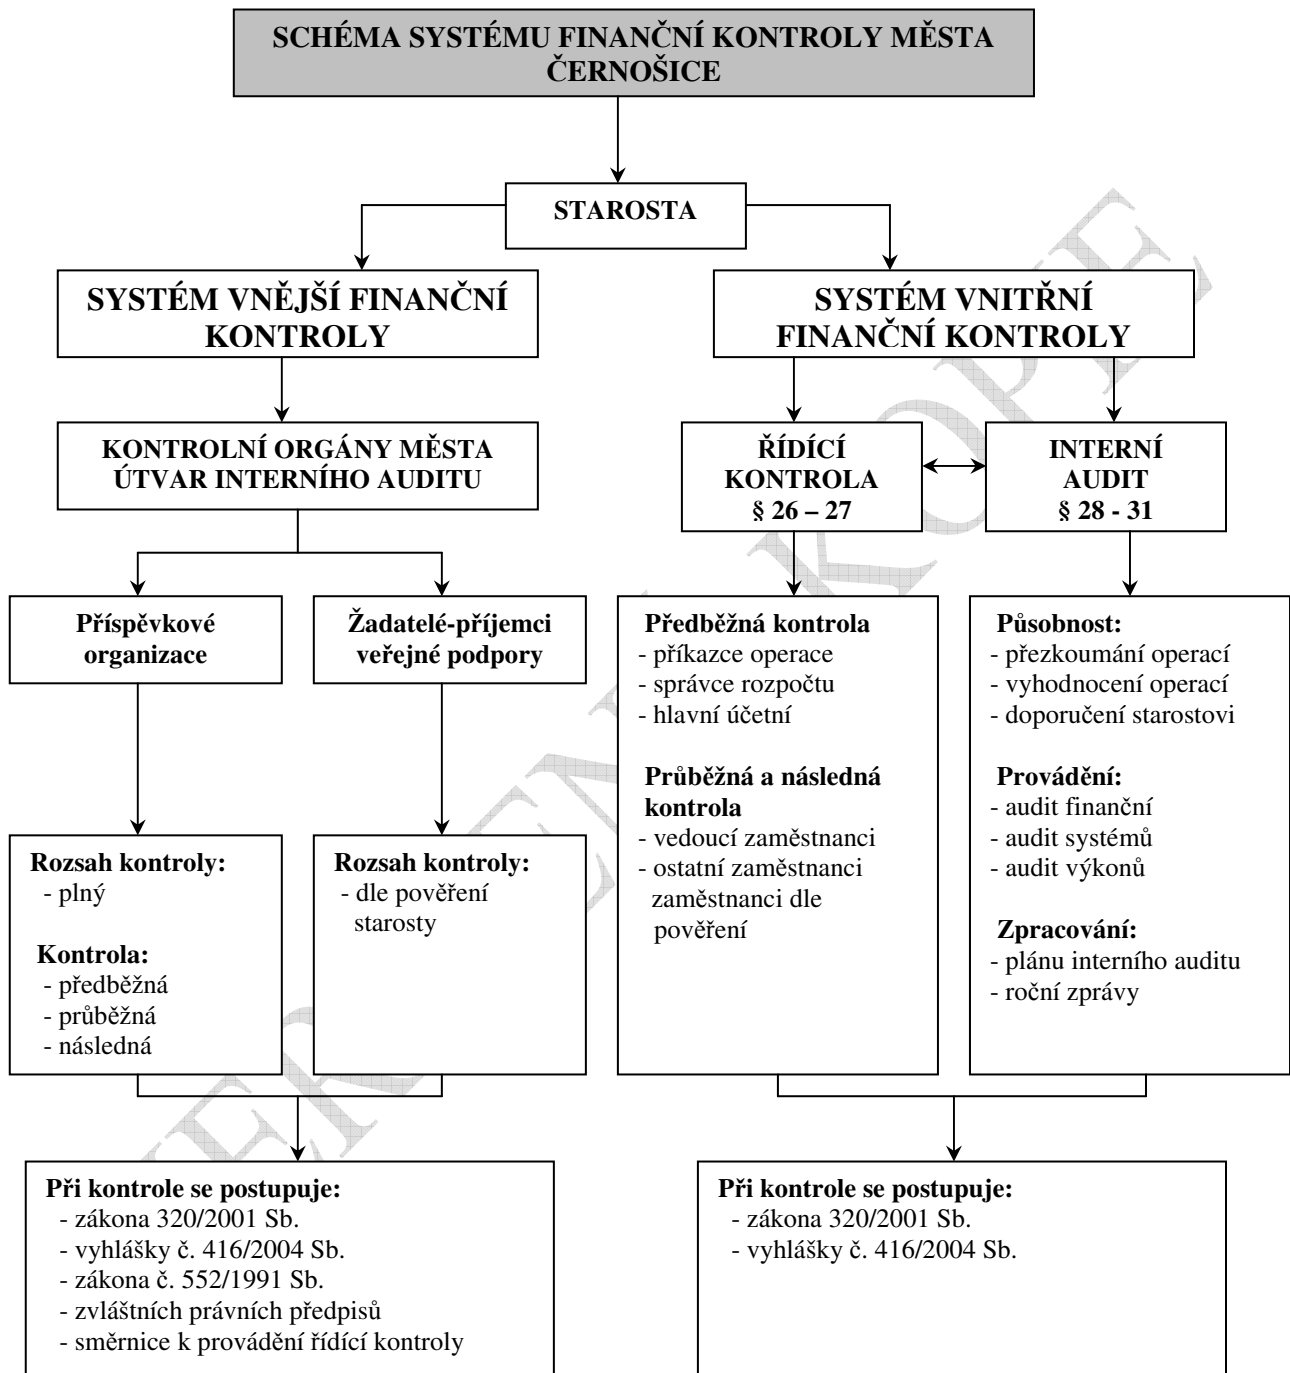 SCHÉMA SYSTÉMU FINANČNÍ KONTROLY MĚSTA
ČERNOŠICE
STAROSTA
SYSTÉM VNĚJŠÍ FINANČNÍ
KONTROLY
SYSTÉM VNITŘNÍ
FINANČNÍ KONTROLY
KONTROLNÍ ORGÁNY MĚSTA
ÚTVAR INTERNÍHO AUDITU
ŘÍDÍCÍ
KONTROLA
§ 26 – 27
INTERNÍ
AUDIT
§ 28 - 31
Příspěvkové
organizace
Žadatelé-příjemci
veřejné podpory
Rozsah kontroly:
- plný
Kontrola:
- předběžná
- průběžná
- následná
Rozsah kontroly:
- dle pověření
starosty
Předběžná kontrola
- příkazce operace
- správce rozpočtu
- hlavní účetní
Průběžná a následná
kontrola
- vedoucí zaměstnanci
- ostatní zaměstnanci
zaměstnanci dle
pověření
Působnost:
- přezkoumání operací
- vyhodnocení operací
- doporučení starostovi
Provádění:
- audit finanční
- audit systémů
- audit výkonů
Zpracování:
- plánu interního auditu
- roční zprávy
Při kontrole se postupuje:
- zákona 320/2001 Sb.
- vyhlášky č. 416/2004 Sb.
- zákona č. 552/1991 Sb.
- zvláštních právních předpisů
- směrnice k provádění řídící kontroly
Při kontrole se postupuje:
- zákona 320/2001 Sb.
- vyhlášky č. 416/2004 Sb.